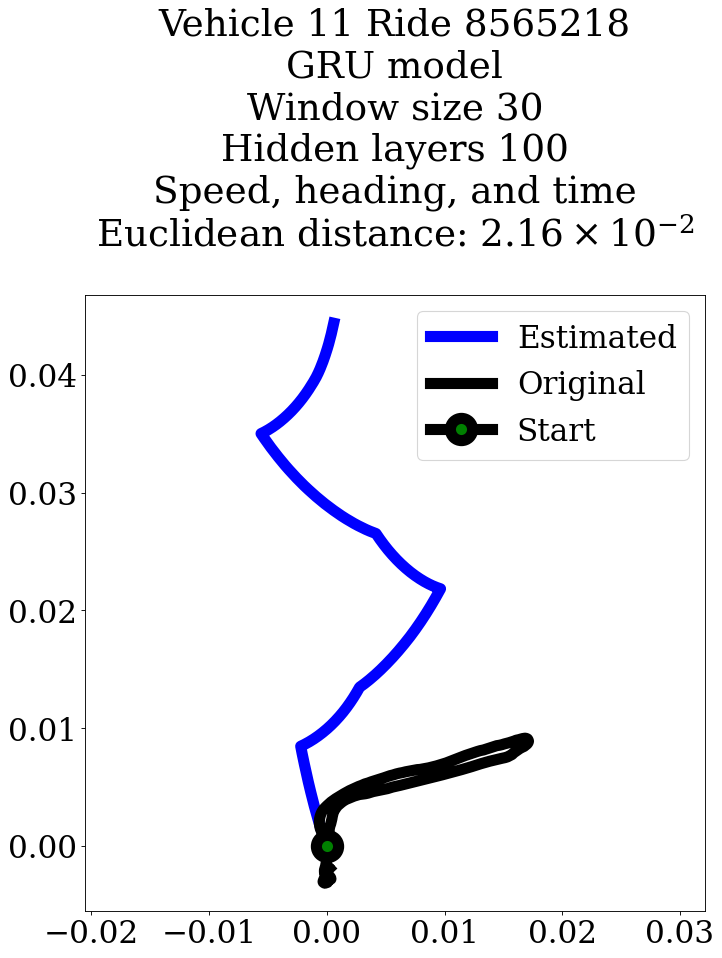 Vehicle 11 Ride 8565218
GRU model
Window size 30
Hidden layers 100
Speed, heading, and time
Euclidean distance: 2.16 × 10⁻²
Estimated
Original
Start
0.04
0.03
0.02
0.01
0.00
−0.02 −0.01 0.00 0.01 0.02 0.03